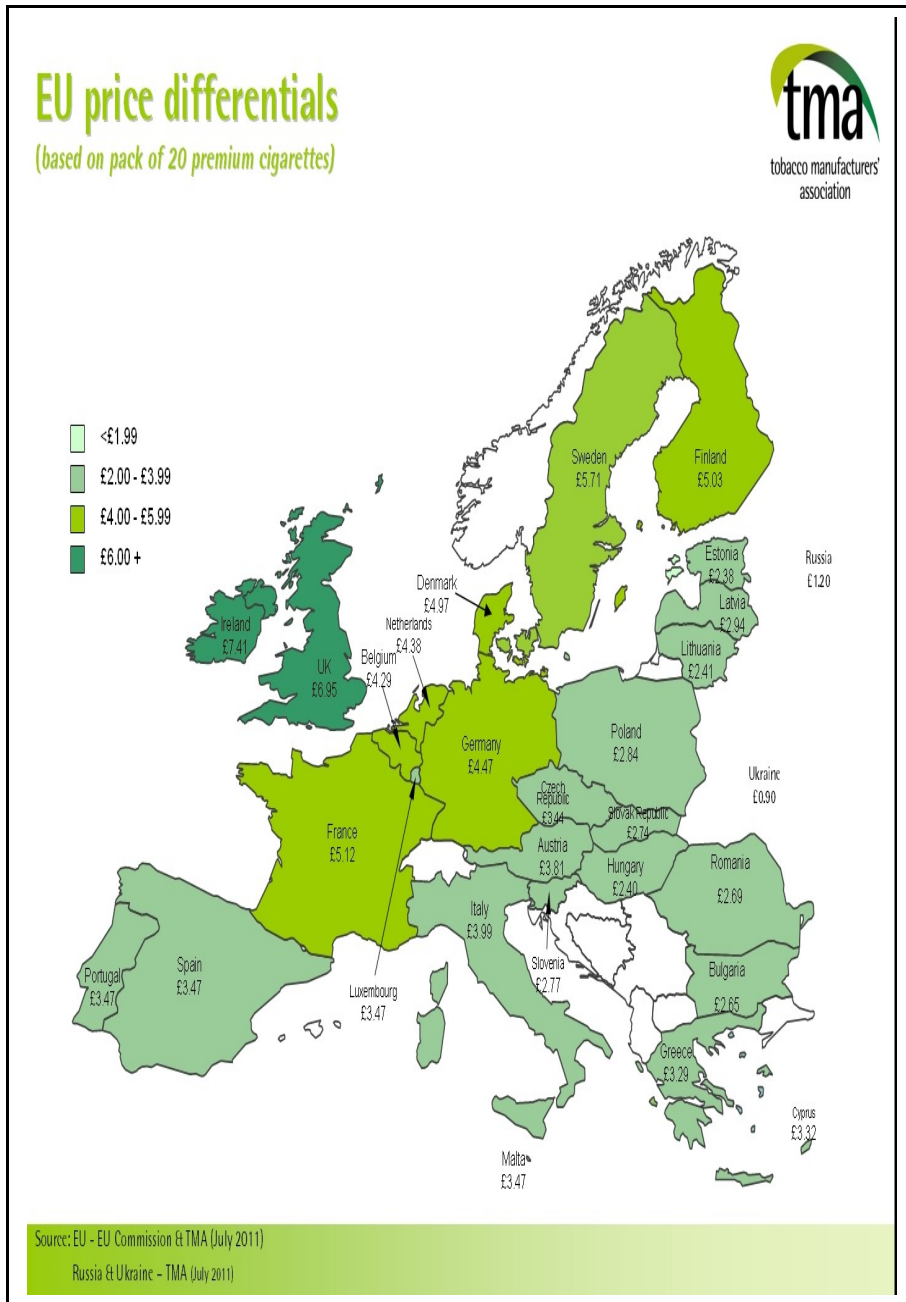 EU price differentials
(based on pack of 20 premium cigarettes)
tma
tobacco manufacturers'
association
<£1.99
£2.00 - £3.99
£4.00 - £5.99
£6.00 +
Sweden
£5.71
Finland
£5.03
Estonia
£2.38
Russia
£1.20
Latvia
£2.94
Lithuania
£2.41
Denmark
£4.97
Netherlands
£4.38
Belgium
£4.29
Ireland
£7.41
UK
£6.95
Germany
£4.47
Poland
£2.84
Ukraine
£0.90
Czech
Republic
£3.44
Slovak Republic
£2.74
France
£5.12
Austria
£3.81
Hungary
£2.40
Romania
£2.69
Italy
£3.99
Slovenia
£2.77
Bulgaria
£2.65
Portugal
£3.47
Spain
£3.47
Luxembourg
£3.47
Greece
£3.29
Cyprus
£3.32
Malta
£3.47
Source: EU - EU Commission & TMA (July 2011)
Russia & Ukraine – TMA (July 2011)